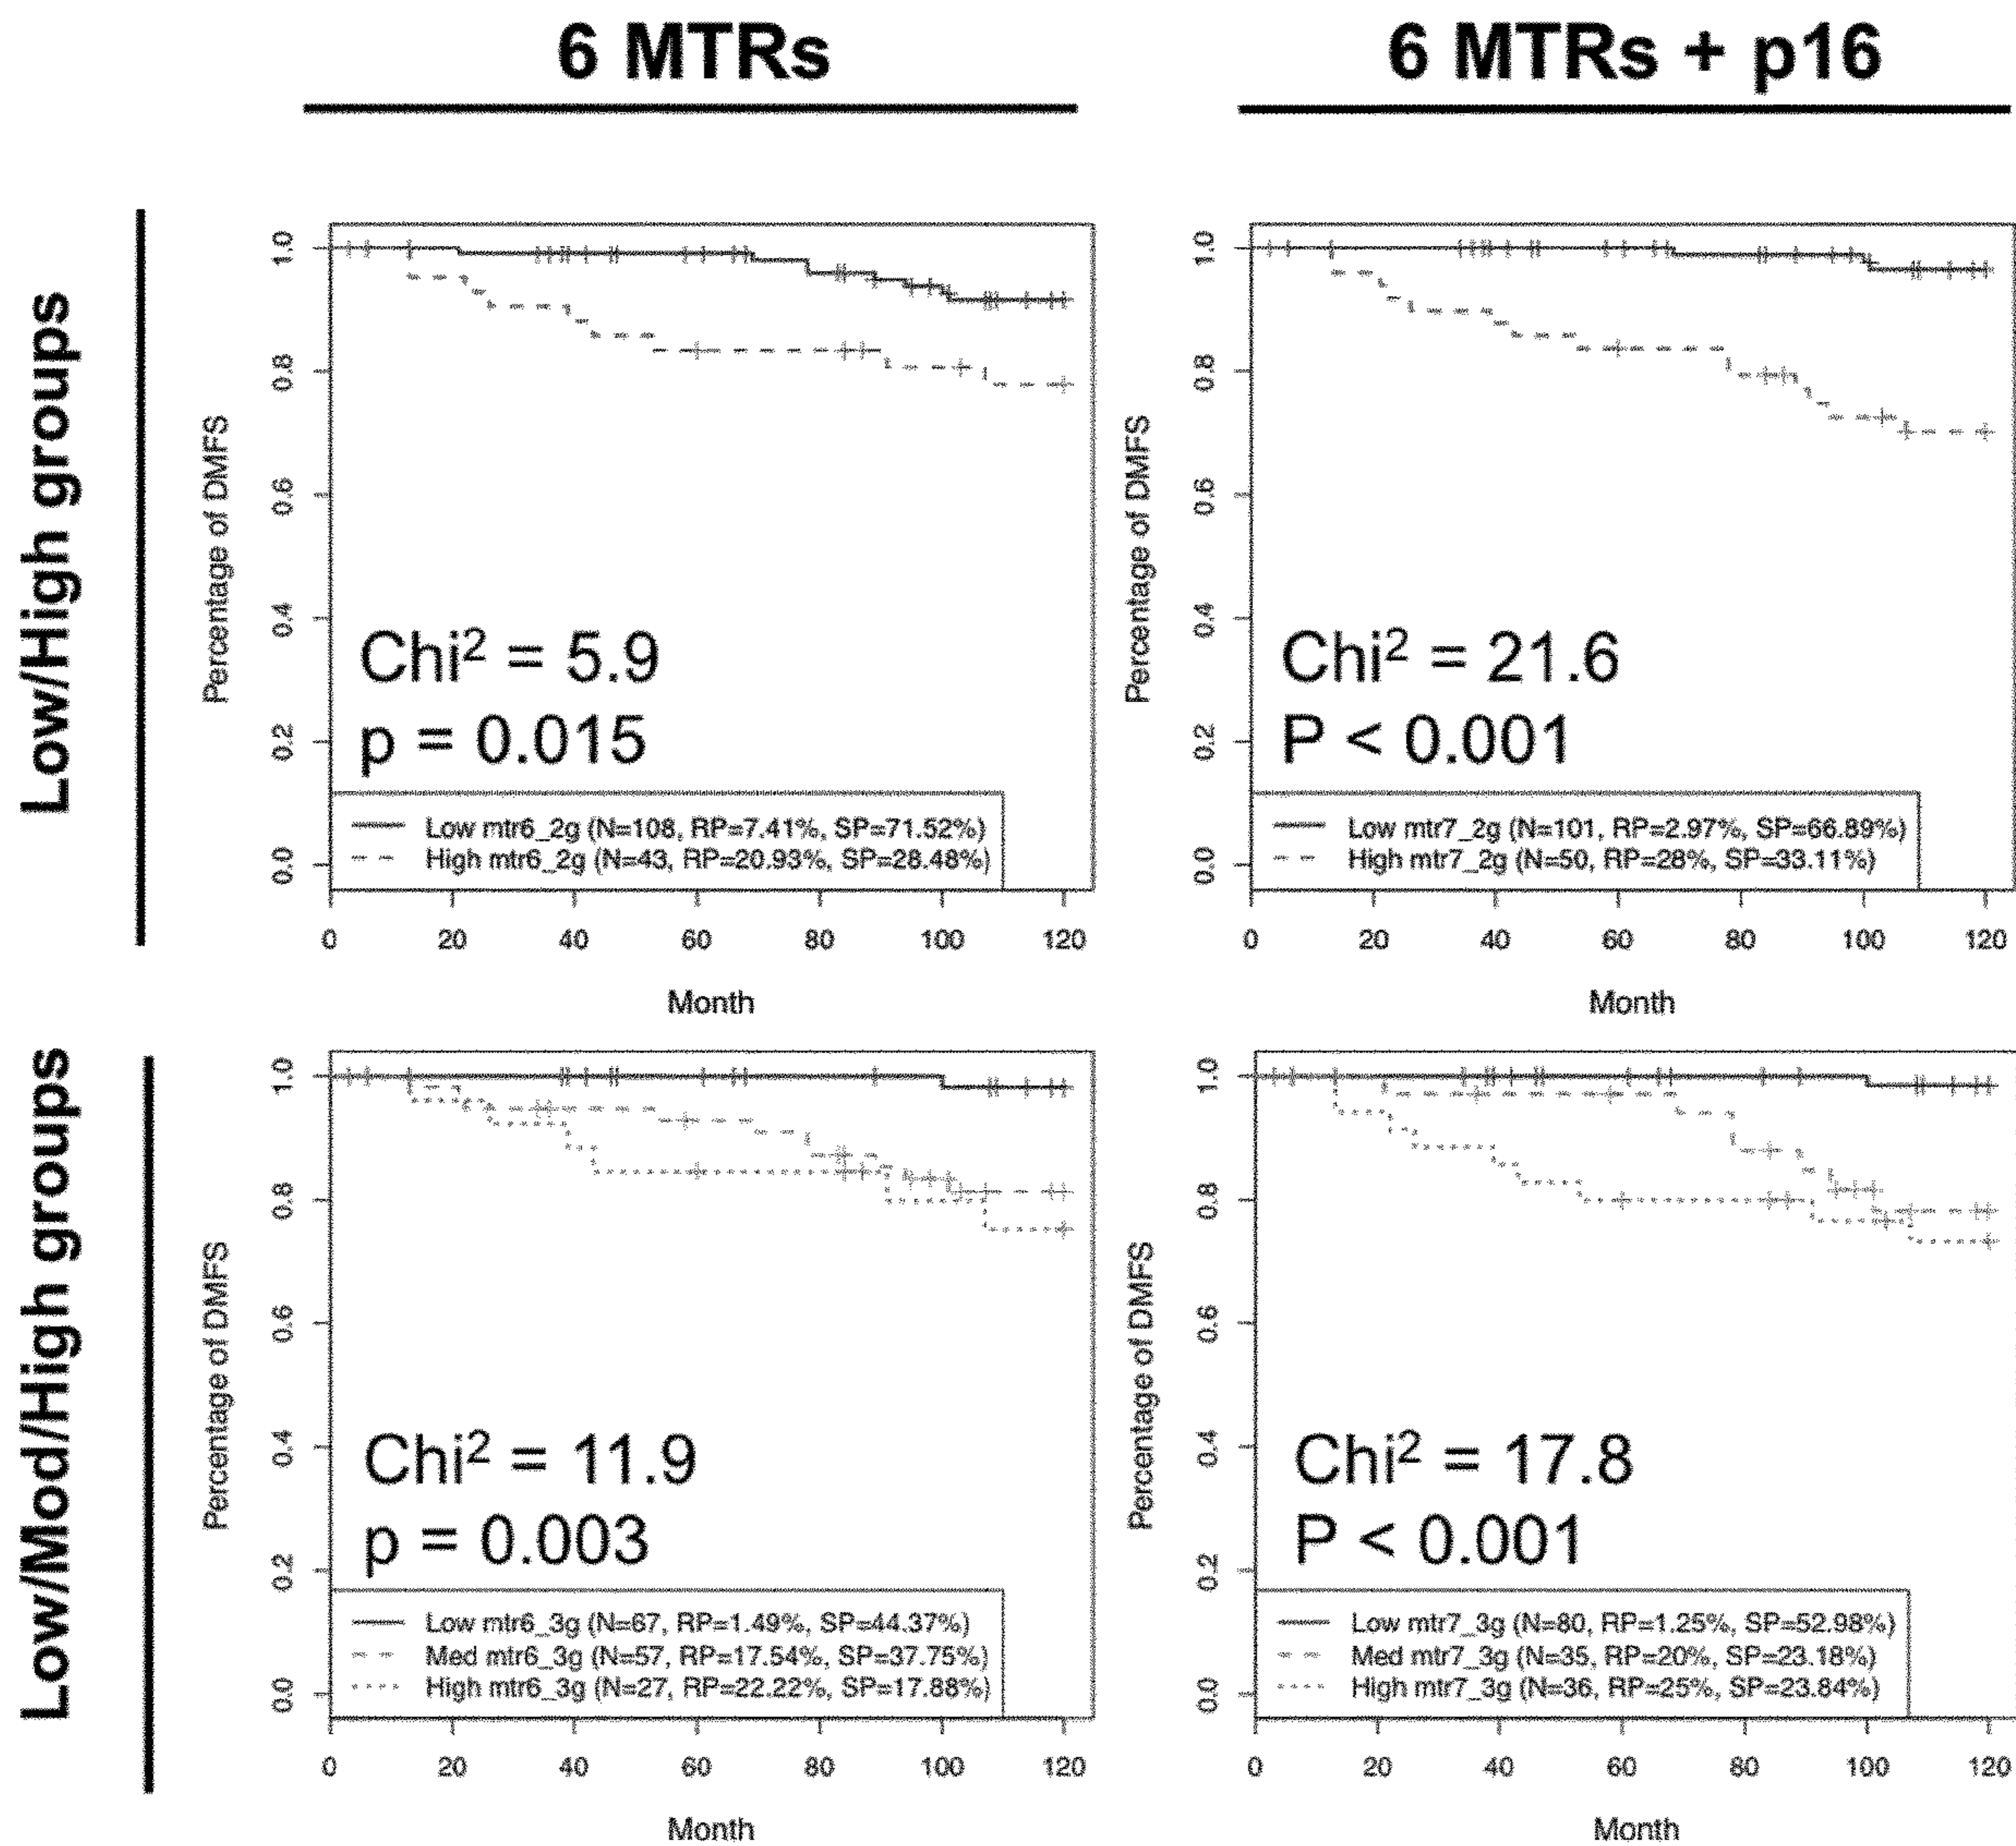 6 MTRs
6 MTRs + p16
Low/High groups
Percentage of DMFS
1.0
0.8
0.6
0.4
0.2
0.0
Chi² = 5.9
p = 0.015
Low mtr6_2g (N=108, RP=7.41%, SP=71.52%)
High mtr6_2g (N=43, RP=20.93%, SP=28.48%)
0 20 40 60 80 100 120
Month
Percentage of DMFS
1.0
0.8
0.6
0.4
0.2
0.0
Chi² = 21.6
P < 0.001
Low mtr7_2g (N=101, RP=2.97%, SP=66.89%)
High mtr7_2g (N=50, RP=28%, SP=33.11%)
0 20 40 60 80 100 120
Month
Low/Mod/High groups
Percentage of DMFS
1.0
0.8
0.6
0.4
0.2
0.0
Chi² = 11.9
p = 0.003
Low mtr6_3g (N=67, RP=1.49%, SP=44.37%)
Med mtr6_3g (N=57, RP=17.54%, SP=37.75%)
High mtr6_3g (N=27, RP=22.22%, SP=17.88%)
0 20 40 60 80 100 120
Month
Percentage of DMFS
1.0
0.8
0.6
0.4
0.2
0.0
Chi² = 17.8
P < 0.001
Low mtr7_3g (N=80, RP=1.25%, SP=52.98%)
Med mtr7_3g (N=35, RP=20%, SP=23.18%)
High mtr7_3g (N=36, RP=25%, SP=23.84%)
0 20 40 60 80 100 120
Month